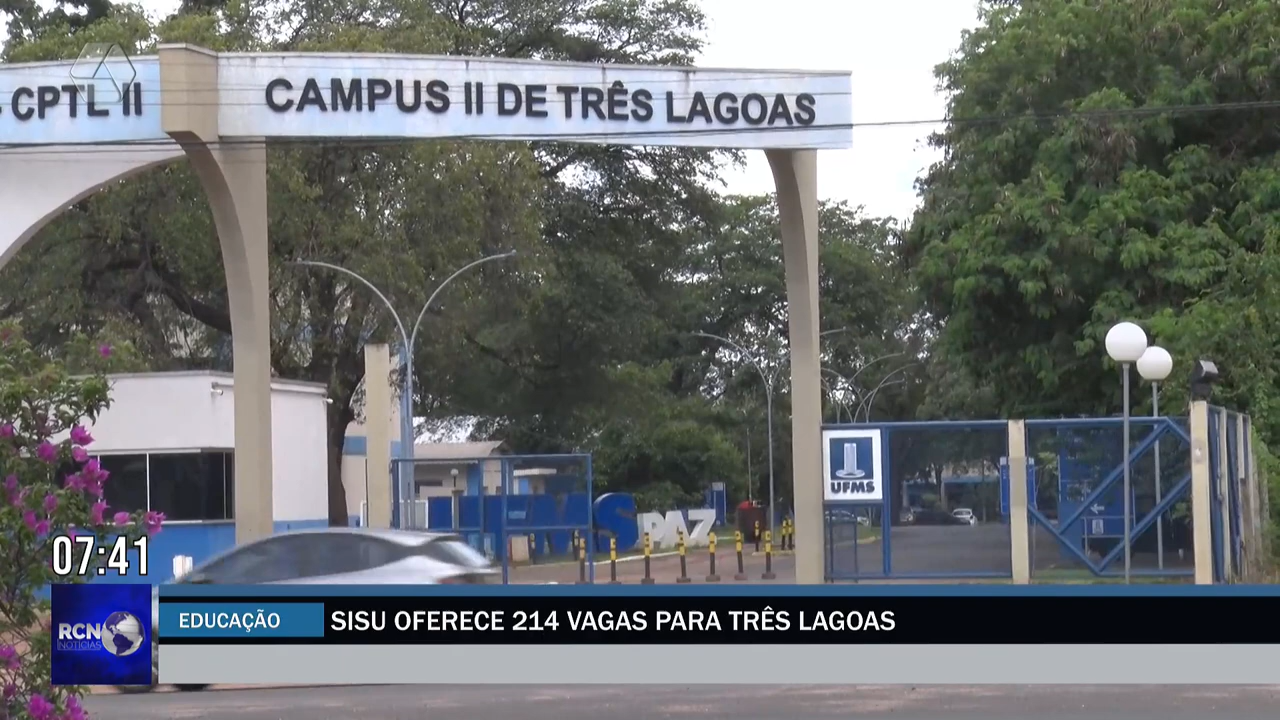 CPTL II
CAMPUS II DE TRÊS LAGOAS
UFMS
UFMS PAZ
07:41
RCN
NOTÍCIAS
EDUCAÇÃO
SISU OFERECE 214 VAGAS PARA TRÊS LAGOAS